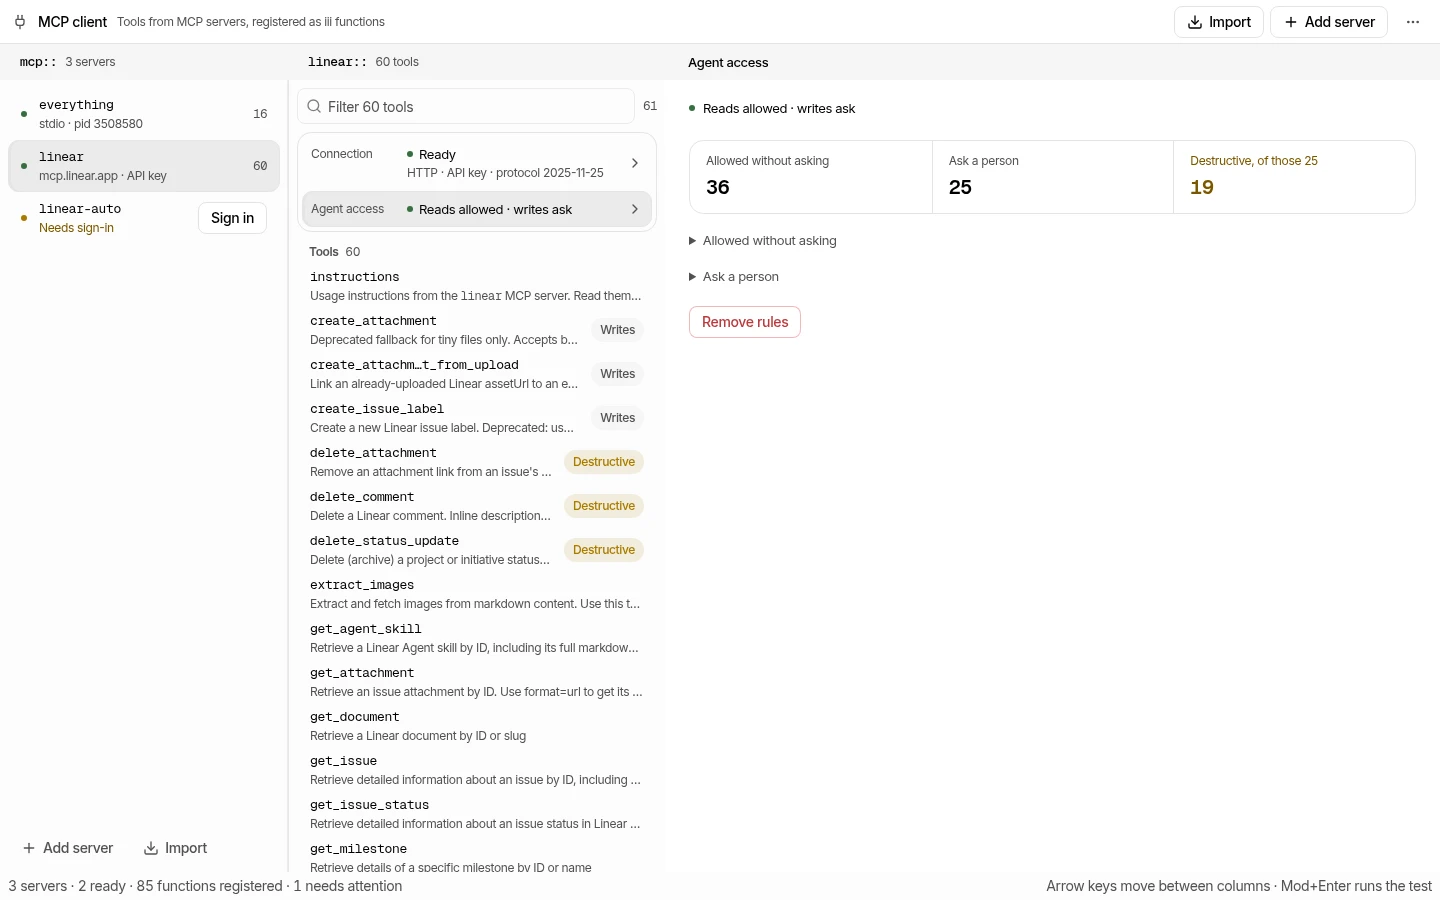 MCP client Tools from MCP servers, registered as iii functions
Import
Add server
mcp:: 3 servers
linear:: 60 tools
Agent access
everything
stdio · pid 3508580
16
linear
mcp.linear.app · API key
60
linear-auto
Needs sign-in
Sign in
Add server
Import
Filter 60 tools
61
Connection
Ready
HTTP · API key · protocol 2025-11-25
Agent access
Reads allowed · writes ask
Tools 60
instructions
Usage instructions from the linear MCP server. Read them...
create_attachment
Deprecated fallback for tiny files only. Accepts b...
Writes
create_attachm…t_from_upload
Link an already-uploaded Linear assetUrl to an e...
Writes
create_issue_label
Create a new Linear issue label. Deprecated: us...
Writes
delete_attachment
Remove an attachment link from an issue's ...
Destructive
delete_comment
Delete a Linear comment. Inline description...
Destructive
delete_status_update
Delete (archive) a project or initiative status...
Destructive
extract_images
Extract and fetch images from markdown content. Use this t...
get_agent_skill
Retrieve a Linear Agent skill by ID, including its full markdow...
get_attachment
Retrieve an issue attachment by ID. Use format=url to get its ...
get_document
Retrieve a Linear document by ID or slug
get_issue
Retrieve detailed information about an issue by ID, including ...
get_issue_status
Retrieve detailed information about an issue status in Linear ...
get_milestone
Retrieve details of a specific milestone by ID or name
Reads allowed · writes ask
Allowed without asking
36
Ask a person
25
Destructive, of those 25
19
Allowed without asking
Ask a person
Remove rules
3 servers · 2 ready · 85 functions registered · 1 needs attention
Arrow keys move between columns · Mod+Enter runs the test